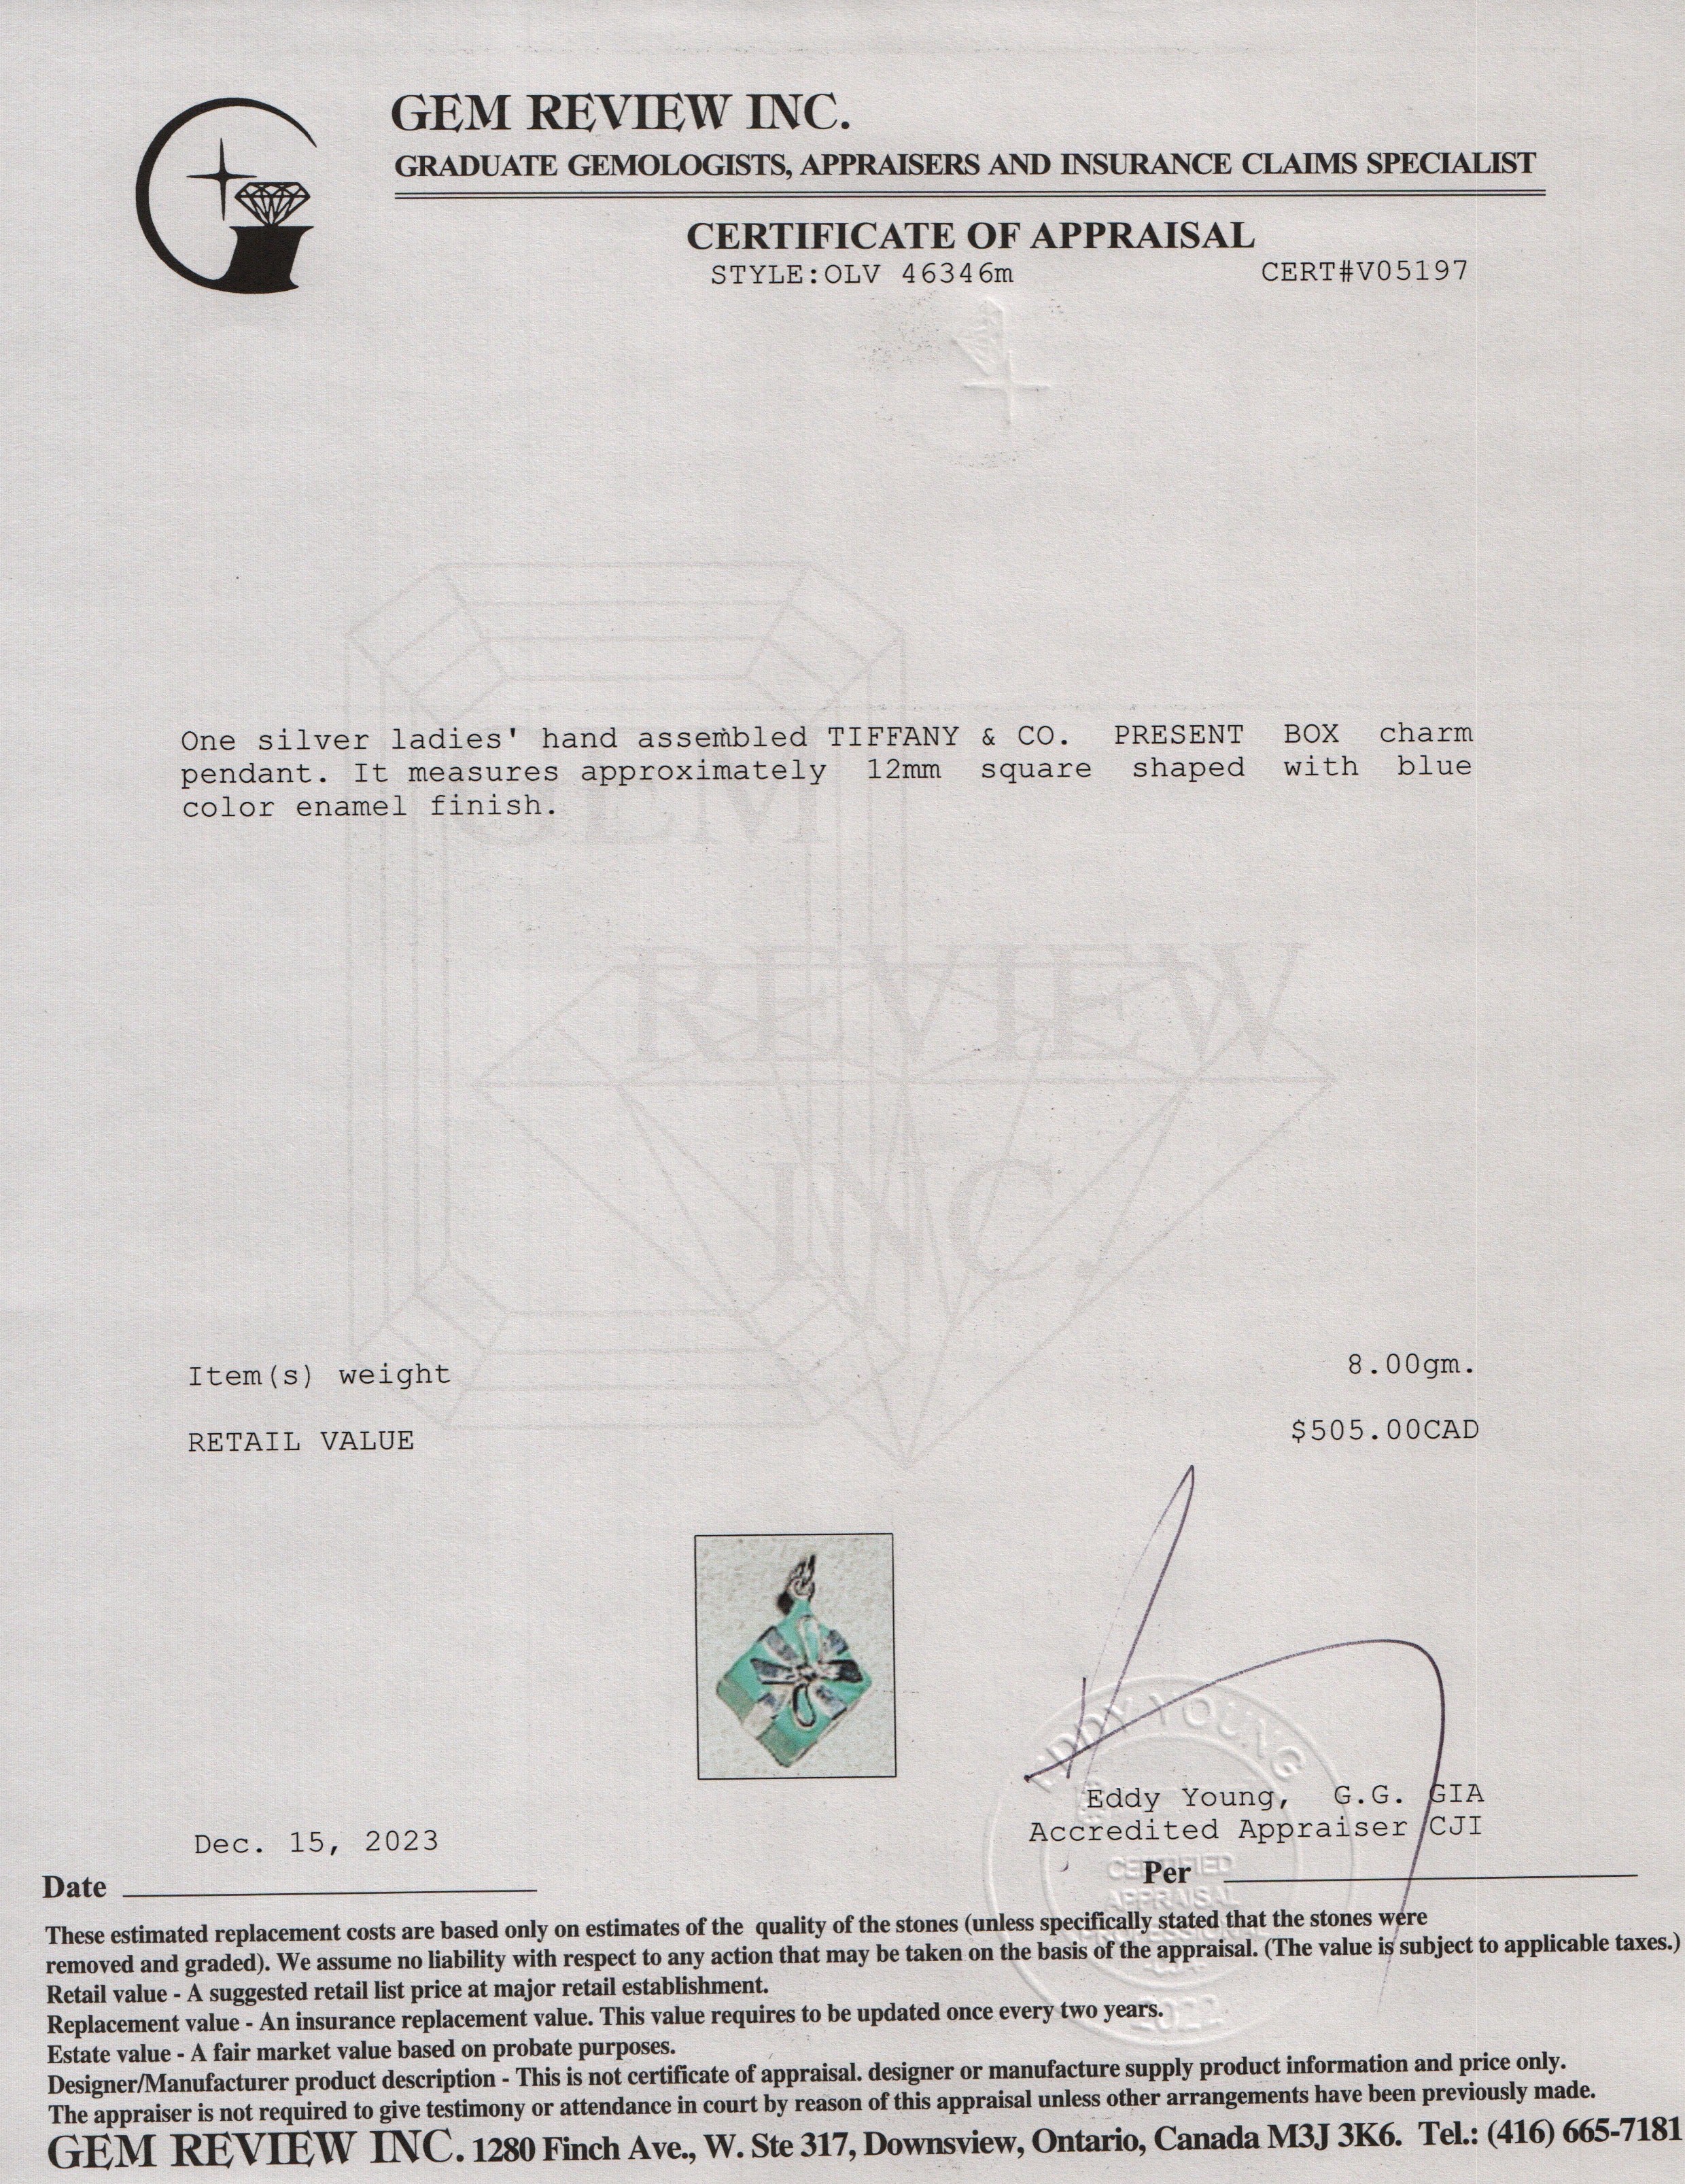 GEM REVIEW INC.
GRADUATE GEMOLOGISTS, APPRAISERS AND INSURANCE CLAIMS SPECIALIST
CERTIFICATE OF APPRAISAL
STYLE:OLV 46346m CERT#V05197
One silver ladies' hand assembled TIFFANY & CO. PRESENT BOX charm
pendant. It measures approximately 12mm square shaped with blue
color enamel finish.
GEM
REVIEW
INC.
Item(s) weight 8.00gm.
RETAIL VALUE $505.00CAD
EDDY YOUNG
Eddy Young, G.G. GIA
Accredited Appraiser CJI
Dec. 15, 2023
CERTIFIED
APPRAISAL
2022
Date Per
These estimated replacement costs are based only on estimates of the quality of the stones (unless specifically stated that the stones were
removed and graded). We assume no liability with respect to any action that may be taken on the basis of the appraisal. (The value is subject to applicable taxes.)
Retail value - A suggested retail list price at major retail establishment.
Replacement value - An insurance replacement value. This value requires to be updated once every two years.
Estate value - A fair market value based on probate purposes.
Designer/Manufacturer product description - This is not certificate of appraisal. designer or manufacture supply product information and price only.
The appraiser is not required to give testimony or attendance in court by reason of this appraisal unless other arrangements have been previously made.
GEM REVIEW INC. 1280 Finch Ave., W. Ste 317, Downsview, Ontario, Canada M3J 3K6. Tel.: (416) 665-7181